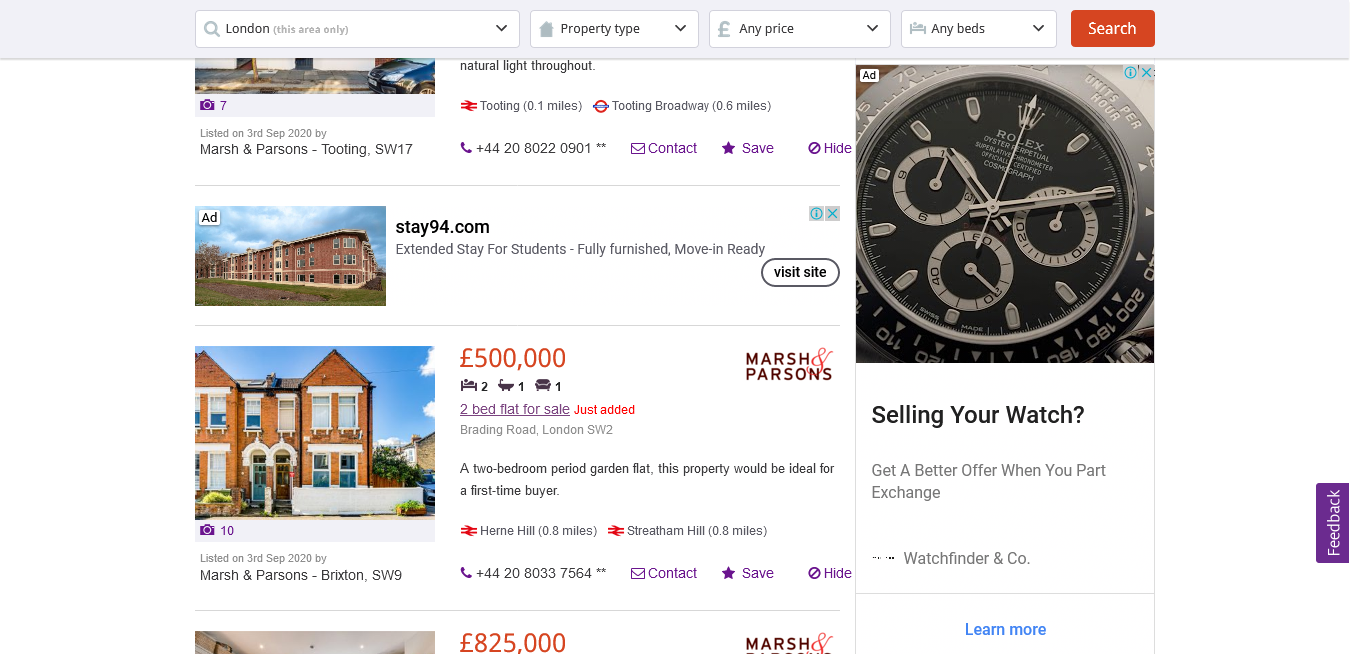 London (this area only)
Property type
Any price
Any beds
Search
natural light throughout.
7
Tooting (0.1 miles) Tooting Broadway (0.6 miles)
Listed on 3rd Sep 2020 by
Marsh & Parsons - Tooting, SW17
+44 20 8022 0901 ** Contact Save Hide
Ad
stay94.com
Extended Stay For Students - Fully furnished, Move-in Ready
visit site
£500,000
2 1 1
2 bed flat for sale Just added
Brading Road, London SW2
MARSH &
PARSONS
A two-bedroom period garden flat, this property would be ideal for
a first-time buyer.
10
Herne Hill (0.8 miles) Streatham Hill (0.8 miles)
Listed on 3rd Sep 2020 by
Marsh & Parsons - Brixton, SW9
+44 20 8033 7564 ** Contact Save Hide
£825,000
MARSH &
PARSONS
Ad
UNITS PER
HOUR
ROLEX
OYSTER PERPETUAL
SUPERLATIVE CHRONOMETER
OFFICIALLY CERTIFIED
COSMOGRAPH
MADE
Selling Your Watch?
Get A Better Offer When You Part
Exchange
Watchfinder & Co.
Learn more
Feedback